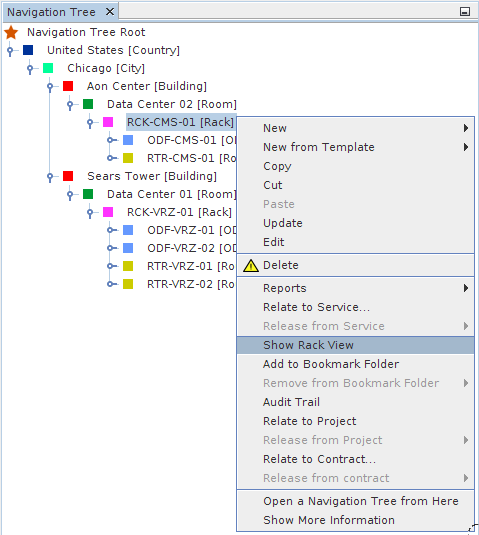 Navigation Tree
Navigation Tree Root
United States [Country]
Chicago [City]
Aon Center [Building]
Data Center 02 [Room]
RCK-CMS-01 [Rack]
ODF-CMS-01 [OD
RTR-CMS-01 [Ro
Sears Tower [Building]
Data Center 01 [Room]
RCK-VRZ-01 [Rack]
ODF-VRZ-01 [OD
ODF-VRZ-02 [OD
RTR-VRZ-01 [Ro
RTR-VRZ-02 [Ro
New
New from Template
Copy
Cut
Paste
Update
Edit
Delete
Reports
Relate to Service...
Release from Service
Show Rack View
Add to Bookmark Folder
Remove from Bookmark Folder
Audit Trail
Relate to Project
Release from Project
Relate to Contract...
Release from contract
Open a Navigation Tree from Here
Show More Information